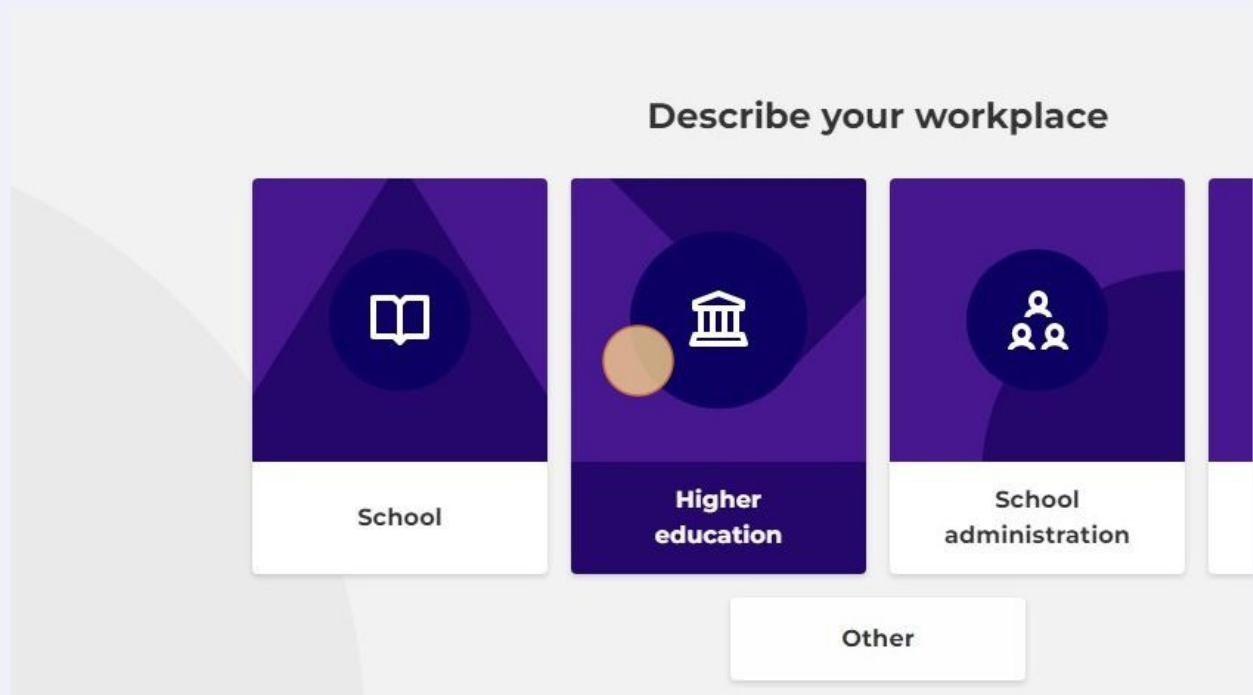 Describe your workplace
School
Higher
education
School
administration
Other